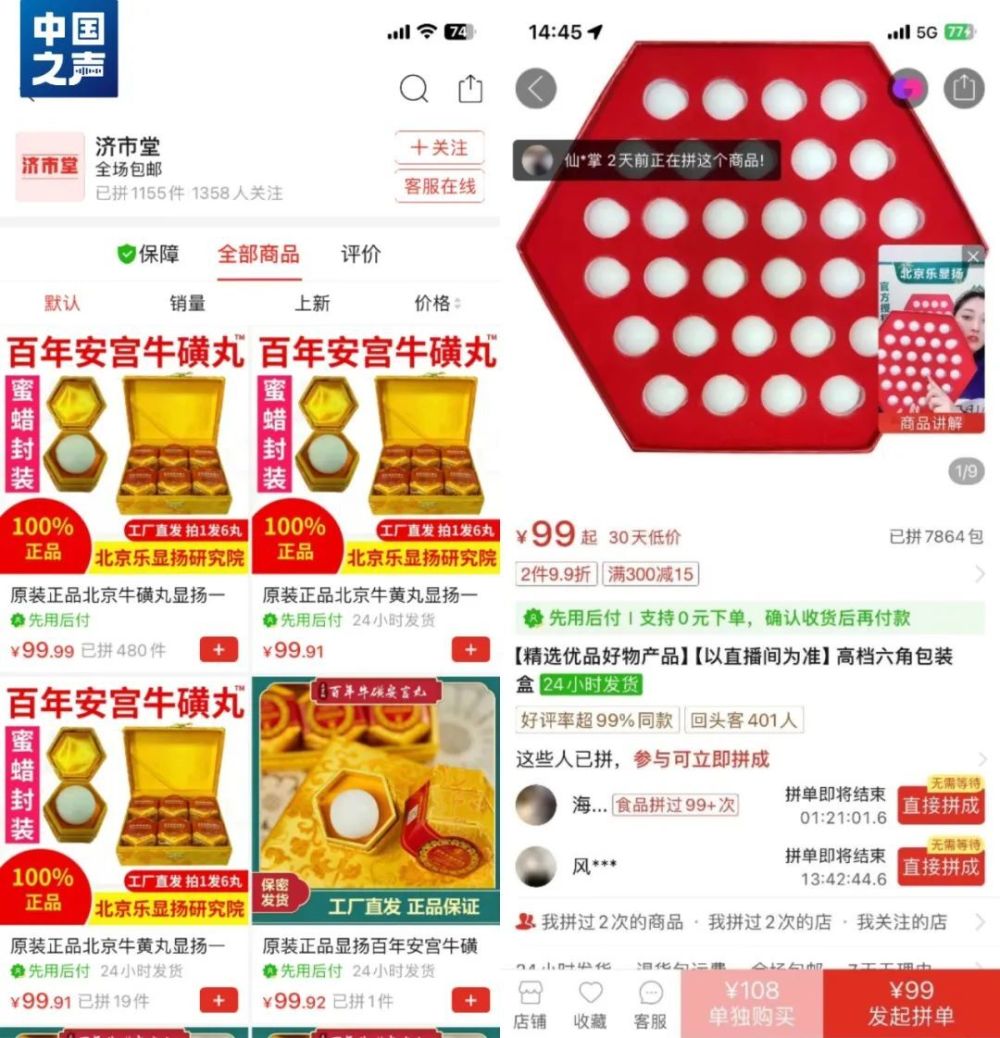 中国
之声
74
济市堂
济市堂
全场包邮
已拼1155件 1358人关注
+关注
客服在线
保障
全部商品
评价
默认
销量
上新
价格
百年安宫牛磺丸™
蜜蜡封装
100%
正品
工厂直发 拍1发6丸
北京乐显扬研究院
原装正品北京牛磺丸显扬一
先用后付
¥99.99 已拼480件
百年安宫牛磺丸™
蜜蜡封装
100%
正品
工厂直发 拍1发6丸
北京乐显扬研究院
原装正品北京牛黄丸显扬一
先用后付 24小时发货
¥99.91
百年安宫牛磺丸™
蜜蜡封装
100%
正品
工厂直发 拍1发6丸
北京乐显扬研究院
原装正品北京牛黄丸显扬一
先用后付 24小时发货
¥99.91 已拼19件
百年牛磺安宫丸
保密
发货
工厂直发 正品保证
原装正品显扬百年安宫牛磺
先用后付 24小时发货
¥99.92 已拼1件
14:45
5G
77
仙*掌 2天前正在拼这个商品!
北京乐显扬
商品讲解
1/9
¥99起 30天低价
已拼7864包
2件9.9折
满300减15
先用后付 | 支持0元下单，确认收货后再付款
【精选优品好物产品】【以直播间为准】高档六角包装
盒 24小时发货
好评率超99%同款
回头客401人
这些人已拼，参与可立即拼成
海...
食品拼过99+次
拼单即将结束
01:21:01.6
无需等待
直接拼成
风***
拼单即将结束
13:42:44.6
无需等待
直接拼成
我拼过2次的商品 · 我拼过2次的店 · 我关注的店
店铺
收藏
客服
¥108
单独购买
¥99
发起拼单